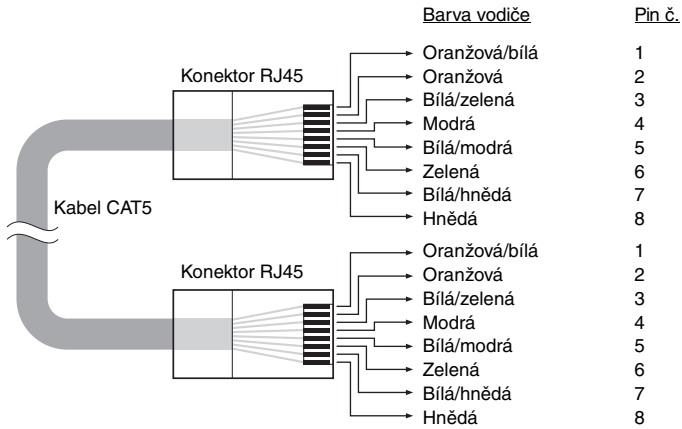 Barva vodiče Pin č.
Konektor RJ45
Oranžová/bílá 1
Oranžová 2
Bílá/zelená 3
Modrá 4
Bílá/modrá 5
Zelená 6
Bílá/hnědá 7
Hnědá 8
Kabel CAT5
Konektor RJ45
Oranžová/bílá 1
Oranžová 2
Bílá/zelená 3
Modrá 4
Bílá/modrá 5
Zelená 6
Bílá/hnědá 7
Hnědá 8